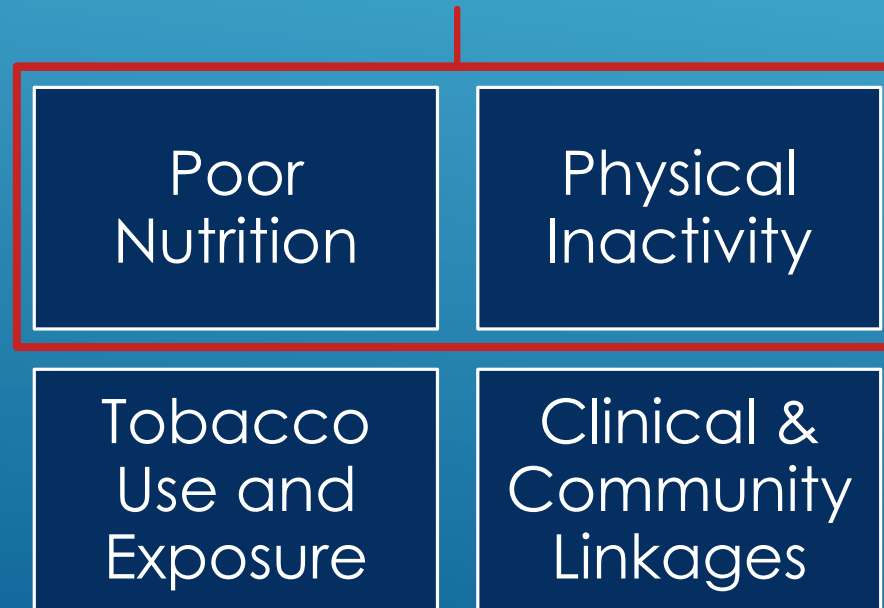 Poor
Nutrition
Physical
Inactivity
Tobacco
Use and
Exposure
Clinical &
Community
Linkages